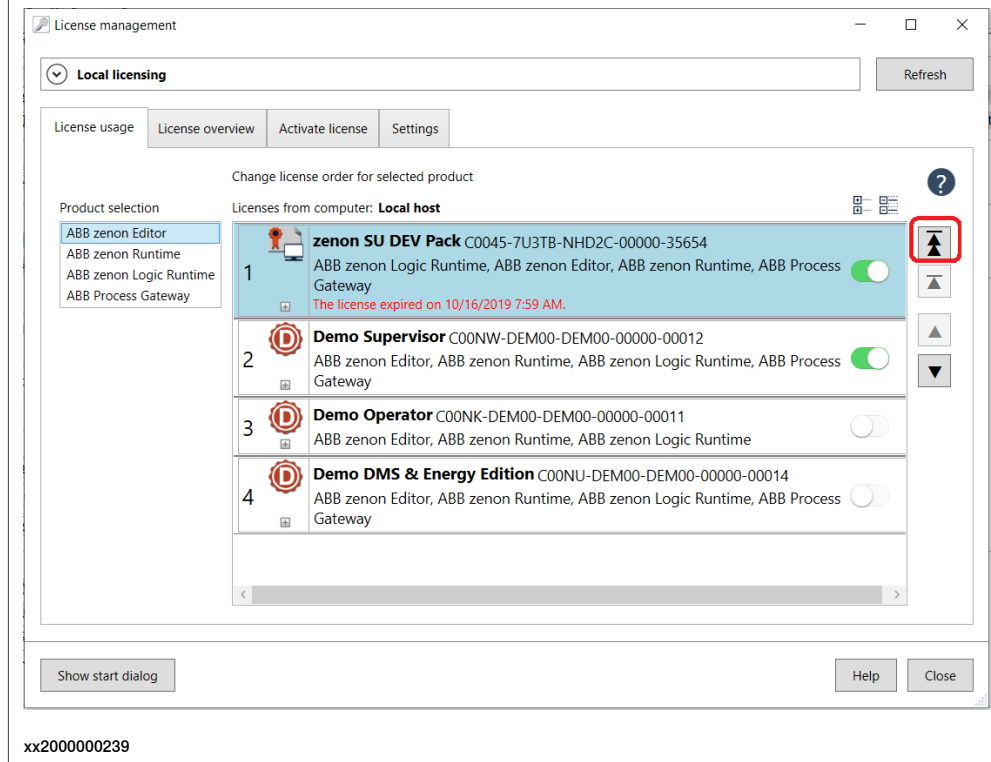 License management
Local licensing
Refresh
License usage
License overview
Activate license
Settings
Change license order for selected product
?
Product selection
Licenses from computer: Local host
ABB zenon Editor
ABB zenon Runtime
ABB zenon Logic Runtime
ABB Process Gateway
1
zenon SU DEV Pack C0045-7U3TB-NHD2C-00000-35654
ABB zenon Logic Runtime, ABB zenon Editor, ABB zenon Runtime, ABB Process
Gateway
The license expired on 10/16/2019 7:59 AM.
2
D
Demo Supervisor C00NW-DEM00-DEM00-00000-00012
ABB zenon Editor, ABB zenon Runtime, ABB zenon Logic Runtime, ABB Process
Gateway
3
D
Demo Operator C00NK-DEM00-DEM00-00000-00011
ABB zenon Editor, ABB zenon Runtime, ABB zenon Logic Runtime
4
D
Demo DMS & Energy Edition C00NU-DEM00-DEM00-00000-00014
ABB zenon Editor, ABB zenon Runtime, ABB zenon Logic Runtime, ABB Process
Gateway
Show start dialog
Help
Close
xx2000000239